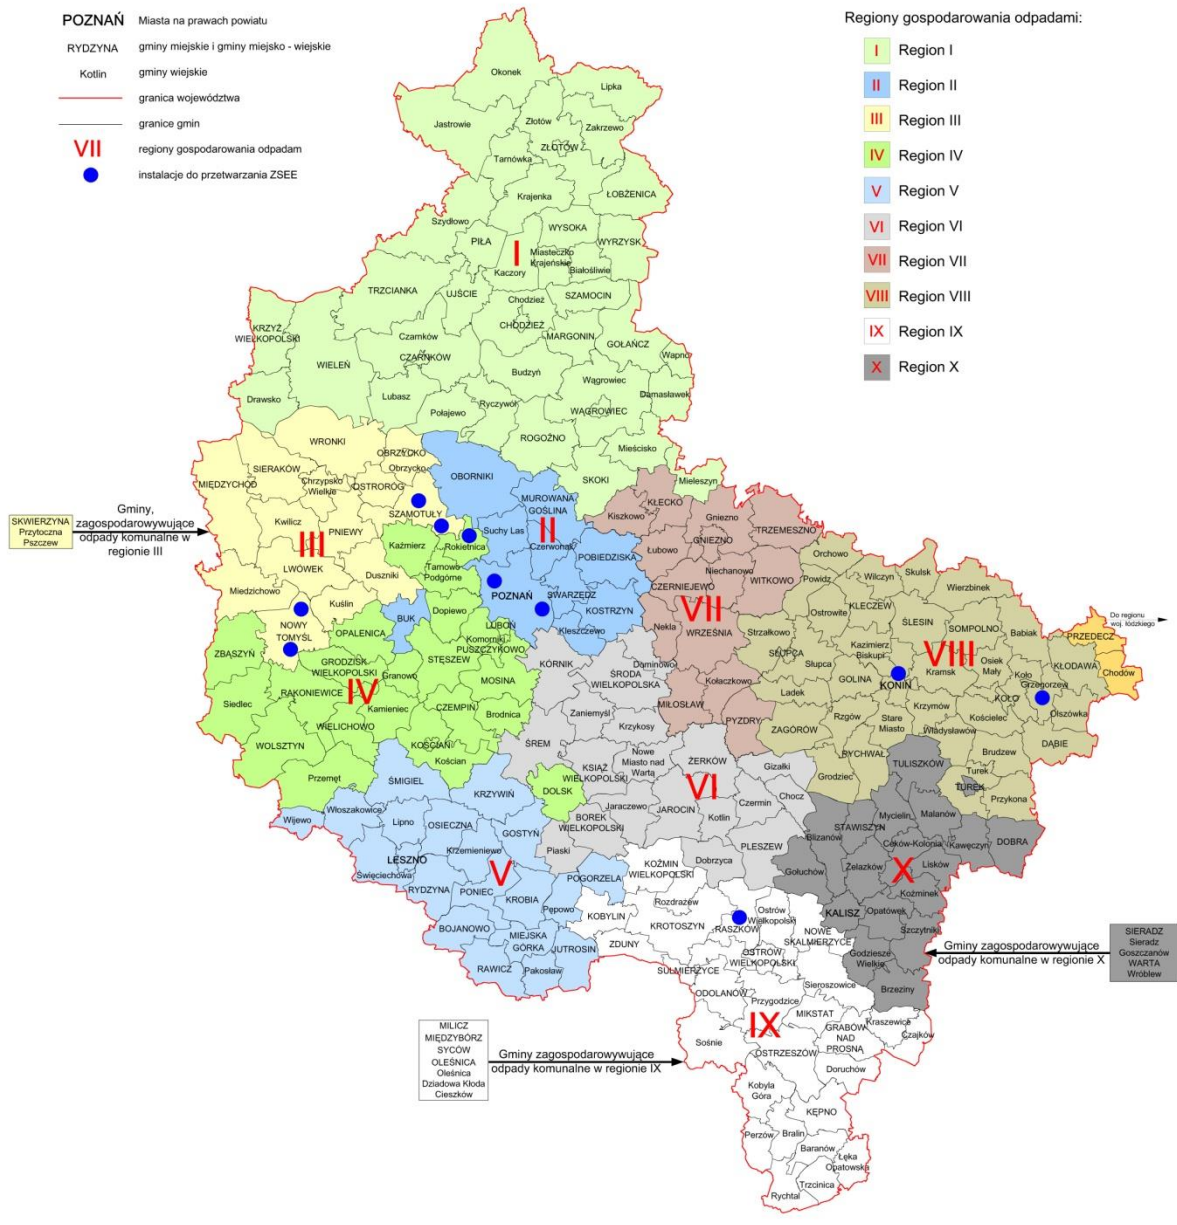 POZNAŃ Miasta na prawach powiatu
RYDZYNA gminy miejskie i gminy miejsko - wiejskie
Kotlin gminy wiejskie
granica województwa
granice gmin
VII regiony gospodarowania odpadam
instalacje do przetwarzania ZSEE
Regiony gospodarowania odpadami:
I Region I
II Region II
III Region III
IV Region IV
V Region V
VI Region VI
VII Region VII
VIII Region VIII
IX Region IX
X Region X
Okonek
Lipka
Jastrowie
Złotów
Zakrzewo
ZŁOTÓW
Tarnówka
Krajenka
ŁOBŻENICA
Szydłowo
WYSOKA
PIŁA
WYRZYSK
I
Miasteczko
Krajeńskie
Kaczory
Białośliwie
TRZCIANKA
UJŚCIE
SZAMOCIN
Chodzież
CHODZIEŻ
KRZYŻ
WIELKOPOLSKI
Czarnków
MARGONIN
GOŁAŃCZ
CZARNKÓW
Wapno
WIELEŃ
Budzyń
Wągrowiec
Damasławek
Drawsko
Lubasz
Ryczywół
Połajewo
WĄGROWIEC
ROGOŹNO
Mieścisko
SKOKI
Mieleszyn
WRONKI
OBRZYCKO
Obrzycko
SIERAKÓW
MIĘDZYCHÓD
Chrzypsko
Wielkie
OSTRORÓG
SZAMOTUŁY
Kwilicz
PNIEWY
III
LWÓWEK
Duszniki
Miedzichowo
Kuślin
NOWY
TOMYŚL
Gminy,
zagospodarowywujące
odpady komunalne w
regionie III
SKWIERZYNA
Przytoczna
Pszczew
OBORNIKI
MUROWANA
GOŚLINA
II
Suchy Las
Czerwonak
POBIEDZISKA
POZNAŃ
SWARZĘDZ
KOSTRZYN
Kleszczewo
BUK
Kaźmierz
Rokietnica
Tarnowo
Podgórne
Dopiewo
LUBOŃ
Komorniki
PUSZCZYKOWO
STĘSZEW
MOSINA
OPALENICA
ZBĄSZYŃ
GRODZISK
WIELKOPOLSKI
Granowo
RAKONIEWICE
IV
Kamieniec
Siedlec
WIELICHOWO
CZEMPIŃ
Brodnica
WOLSZTYN
KOŚCIAN
Kościan
Przemęt
DOLSK
KŁECKO
Kiszkowo
Gniezno
TRZEMESZNO
GNIEZNO
Łubowo
Niechanowo
CZERNIEJEWO
WITKOWO
VII
Nekla
WRZEŚNIA
Kołaczkowo
MIŁOSŁAW
PYZDRY
Orchowo
Skulsk
Powidz
Wilczyn
Wierzbinek
Ostrowite
KLECZEW
ŚLESIN
SOMPOLNO
Strzałkowo
Babiak
SŁUPCA
Kazimierz
Biskupi
VIII
KŁODAWA
Słupca
Osiek
Mały
Koło
GOLINA
KONIN
Kramsk
Grzegorzew
KOŁO
Lądek
Krzymów
Olszówka
Rzgów
Stare
Miasto
Kościelec
ZAGÓRÓW
Władysławów
DĄBIE
RYCHWAŁ
Brudzew
Grodziec
Turek
TUREK
Przykona
PRZEDECZ
Chodów
Do regionu
woj. łódzkiego
KÓRNIK
Dominowo
ŚRODA
WIELKOPOLSKA
Zaniemyśl
Krzykosy
ŚREM
KSIĄŻ
WIELKOPOLSKI
Nowe
Miasto nad
Wartą
ŻERKÓW
Gizałki
VI
Chocz
Czermin
Jaraczewo
JAROCIN
Kotlin
BOREK
WIELKOPOLSKI
PLESZEW
Piaski
Dobrzyca
ŚMIGIEL
KRZYWIŃ
Włoszakowice
Wijewo
Lipno
OSIECZNA
GOSTYŃ
Krzemieniewo
LESZNO
Święciechowa
V
RYDZYNA
PONIEC
KROBIA
POGORZELA
Pępowo
BOJANOWO
MIEJSKA
GÓRKA
JUTROSIN
RAWICZ
Pakosław
TULISZKÓW
Mycielin
Malanów
STAWISZYN
Blizanów
Ceków-Kolonia
Kawęczyn
DOBRA
Gołuchów
Żelazków
X
Lisków
Koźminek
KALISZ
Opatówek
Szczytniki
Godziesze
Wielkie
Brzeziny
Gminy zagospodarowywujące
odpady komunalne w regionie X
SIERADZ
Sieradz
Goszczanów
WARTA
Wróblew
KOŹMIN
WIELKOPOLSKI
Rozdrażew
KOBYLIN
KROTOSZYN
RASZKÓW
Ostrów
Wielkopolski
NOWE
SKALMIERZYCE
ZDUNY
OSTRÓW
WIELKOPOLSKI
SULMIERZYCE
Sieroszowice
ODOLANÓW
Przygodzice
IX
MIKSTAT
Kraszewice
Czajków
GRABÓW
NAD
PROSNĄ
Sośnie
OSTRZESZÓW
Doruchów
Kobyla
Góra
KĘPNO
Perzów
Bralin
Baranów
Łęka
Opatowska
Trzcinica
Rychtal
MILICZ
MIĘDZYBÓRZ
SYCÓW
OLEŚNICA
Oleśnica
Dziadowa Kłoda
Cieszków
Gminy zagospodarowywujące
odpady komunalne w regionie IX